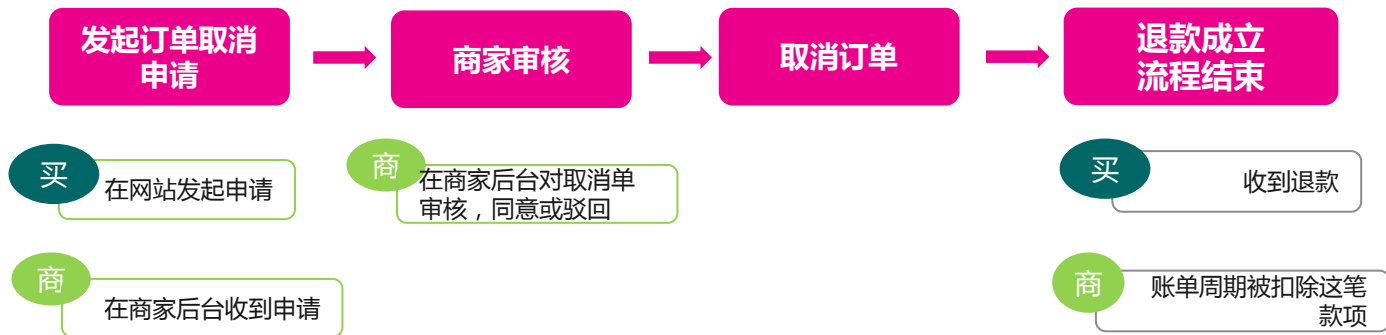 发起订单取消
申请
商家审核
取消订单
退款成立
流程结束
买
在网站发起申请
商
在商家后台对取消单
审核，同意或驳回
买
收到退款
商
在商家后台收到申请
商
账单周期被扣除这笔
款项